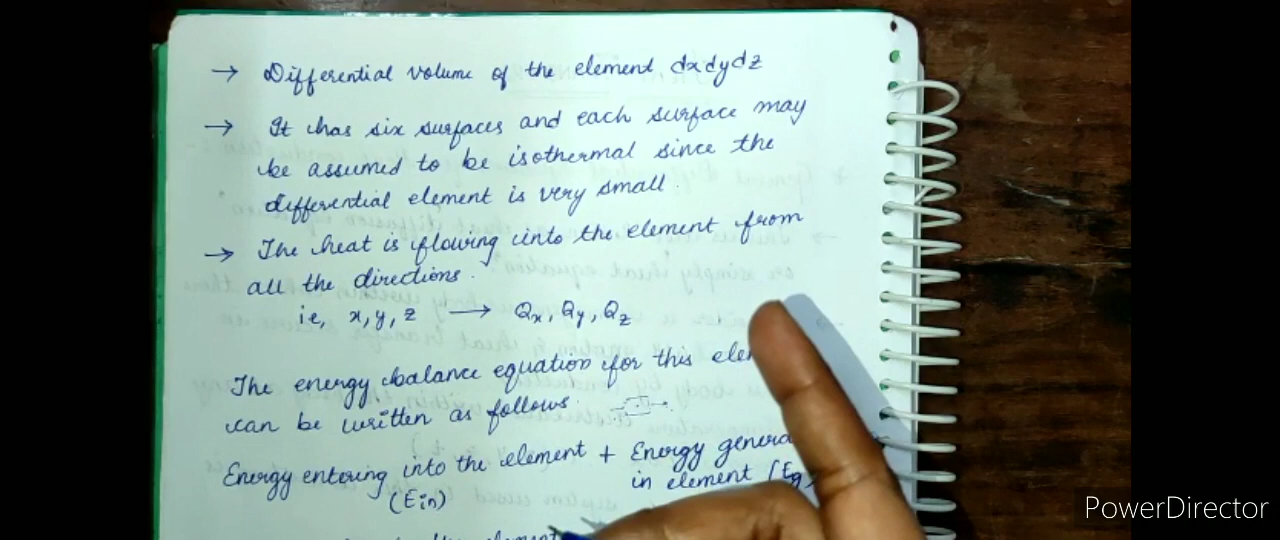 → Differential volume of the element dxdydz
→ It has six surfaces and each surface may
be assumed to be isothermal since the
differential element is very small.
→ The heat is flowing into the element from
all the directions.
ie, x, y, z → Qx, Qy, Qz
The energy balance equation for this
can be written as follows.
Energy entering into the element + Energy
(Ein)
in element (Eg)
the element
PowerDirector